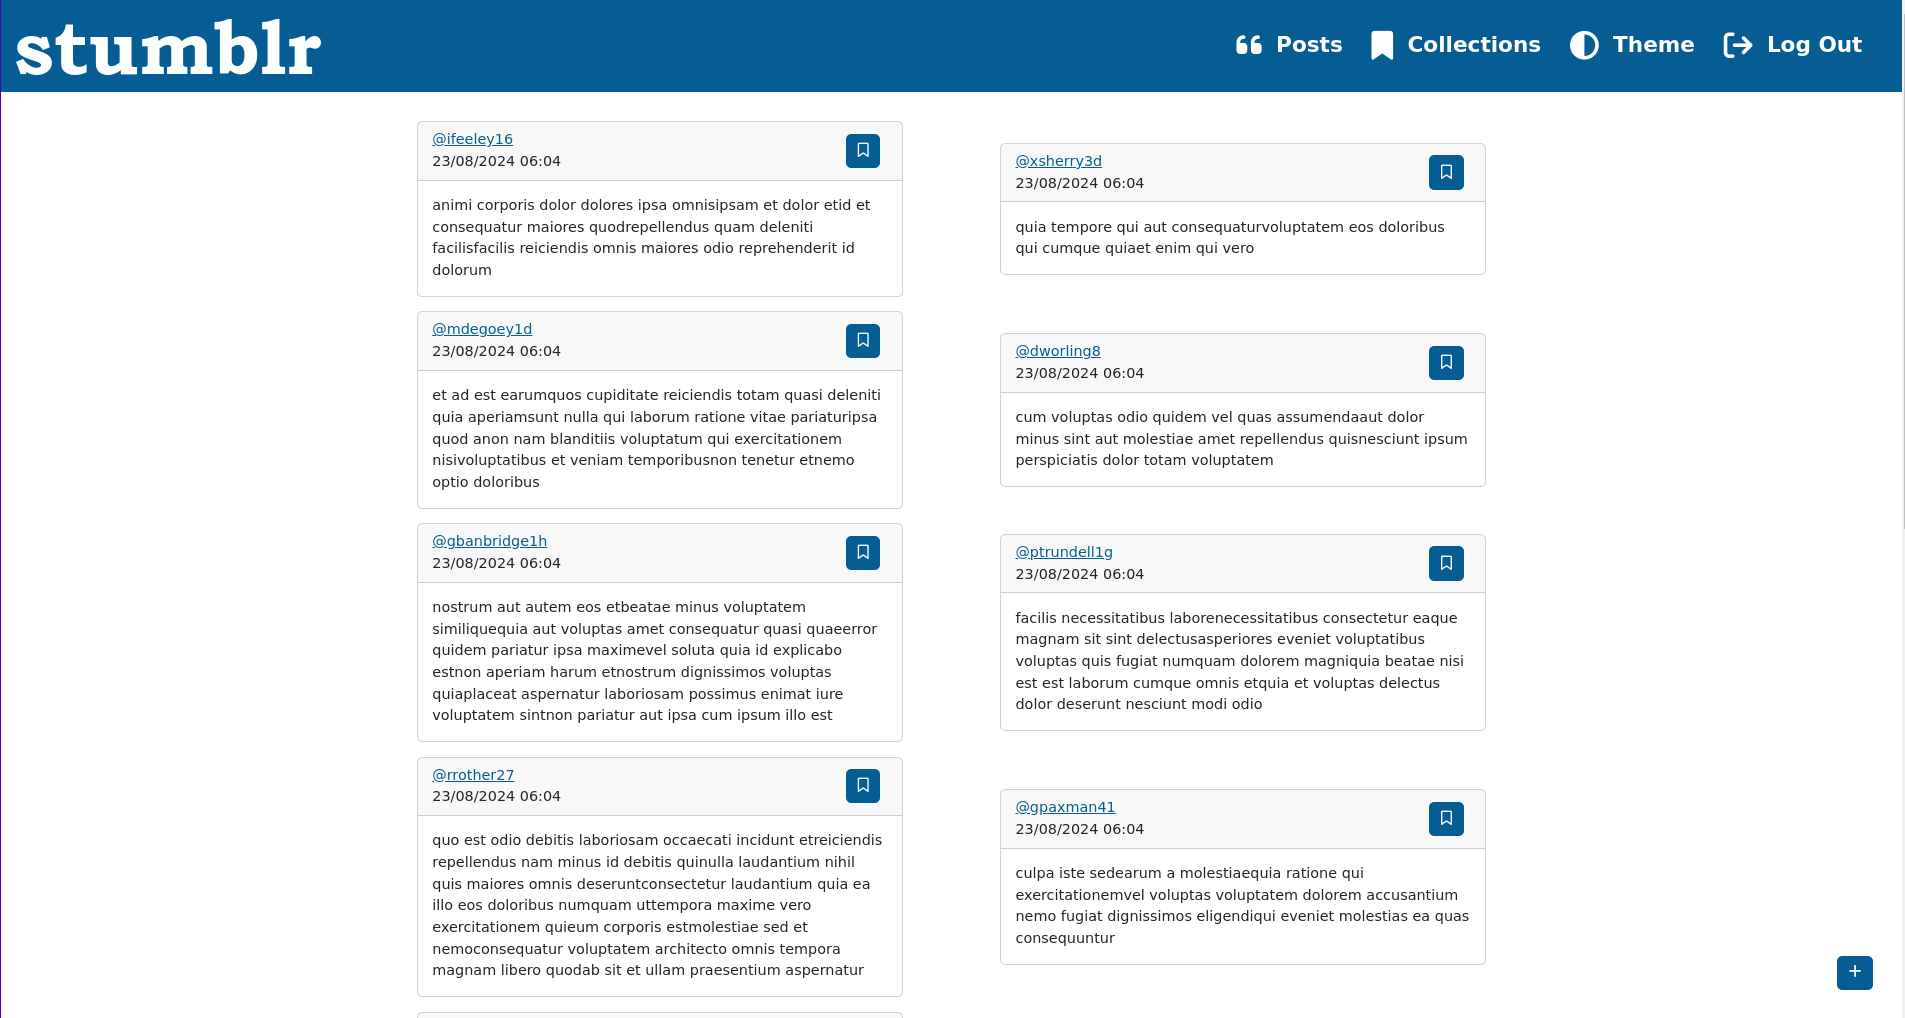 stumblr
Posts
Collections
Theme
Log Out
@ifeeley16
23/08/2024 06:04
animi corporis dolor dolores ipsa omnisipsam et dolor etid et
consequatur maiores quodrepellendus quam deleniti
facilisfacilis reiciendis omnis maiores odio reprehenderit id
dolorum
@xsherry3d
23/08/2024 06:04
quia tempore qui aut consequaturvoluptatem eos doloribus
qui cumque quiaet enim qui vero
@mdegoey1d
23/08/2024 06:04
et ad est earumquos cupiditate reiciendis totam quasi deleniti
quia aperiamsunt nulla qui laborum ratione vitae pariaturipsa
quod anon nam blanditiis voluptatum qui exercitationem
nisivoluptatibus et veniam temporibusnon tenetur etnemo
optio doloribus
@dworling8
23/08/2024 06:04
cum voluptas odio quidem vel quas assumendaaut dolor
minus sint aut molestiae amet repellendus quisnesciunt ipsum
perspiciatis dolor totam voluptatem
@gbanbridge1h
23/08/2024 06:04
nostrum aut autem eos etbeatae minus voluptatem
similiquequia aut voluptas amet consequatur quasi quaeerror
quidem pariatur ipsa maximevel soluta quia id explicabo
estnon aperiam harum etnostrum dignissimos voluptas
quiaplaceat aspernatur laboriosam possimus enimat iure
voluptatem sintnon pariatur aut ipsa cum ipsum illo est
@ptrundell1g
23/08/2024 06:04
facilis necessitatibus laborenecessitatibus consectetur eaque
magnam sit sint delectusasperiores eveniet voluptatibus
voluptas quis fugiat numquam dolorem magniquia beatae nisi
est est laborum cumque omnis etquia et voluptas delectus
dolor deserunt nesciunt modi odio
@rrother27
23/08/2024 06:04
quo est odio debitis laboriosam occaecati incidunt etreiciendis
repellendus nam minus id debitis quinulla laudantium nihil
quis maiores omnis deseruntconsectetur laudantium quia ea
illo eos doloribus numquam uttempora maxime vero
exercitationem quieum corporis estmolestiae sed et
nemoconsequatur voluptatem architecto omnis tempora
magnam libero quodab sit et ullam praesentium aspernatur
@gpaxman41
23/08/2024 06:04
culpa iste sedearum a molestiaequia ratione qui
exercitationemvel voluptas voluptatem dolorem accusantium
nemo fugiat dignissimos eligendiqui eveniet molestias ea quas
consequuntur
+